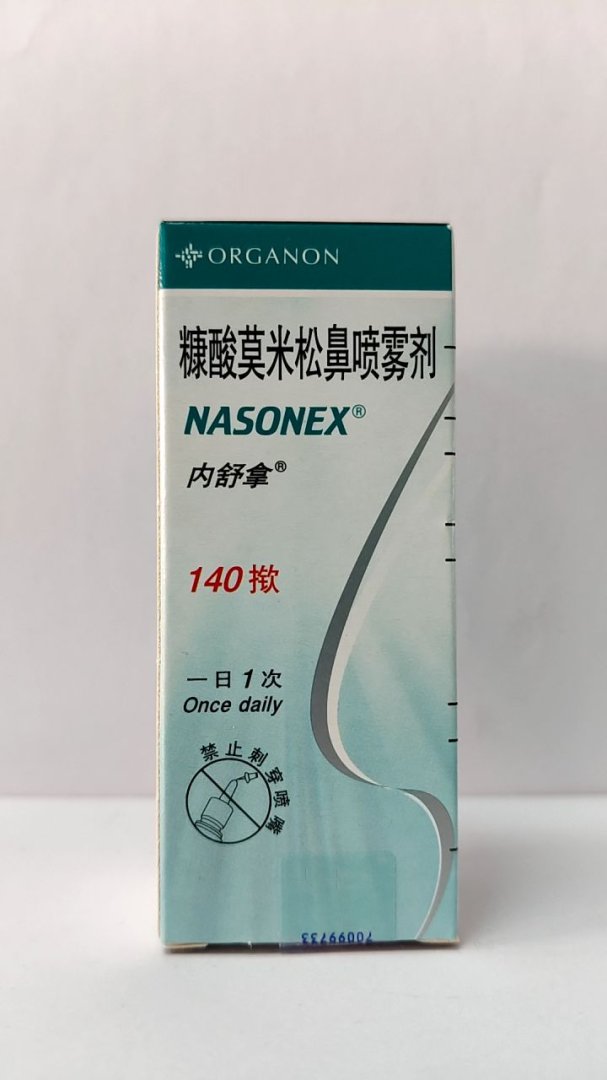 ORGANON
糠酸莫米松鼻喷雾剂
NASONEX®
内舒拿®
140揿
一日1次
Once daily
禁止刺穿喷嘴
70099733